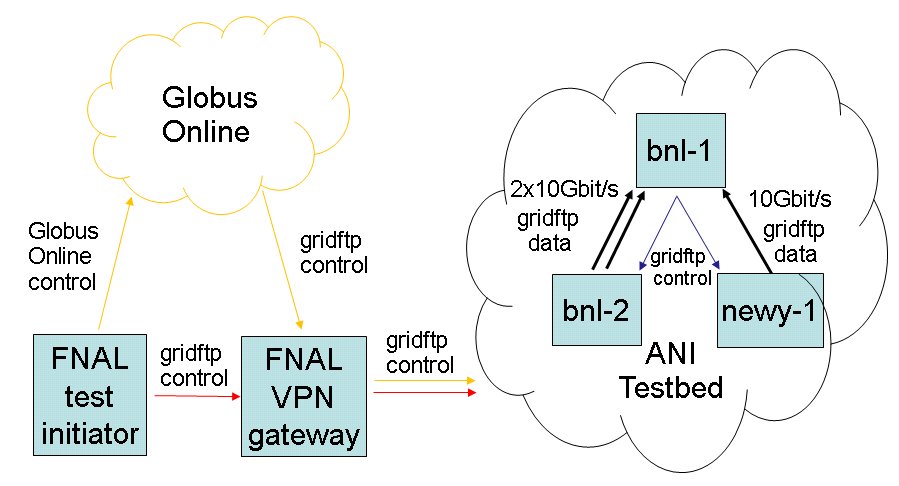 Globus
Online
Globus
Online
control
gridftp
control
FNAL
test
initiator
gridftp
control
FNAL
VPN
gateway
gridftp
control
bnl-1
2x10Gbit/s
gridftp
data
10Gbit/s
gridftp
data
gridftp
control
bnl-2
newy-1
ANI
Testbed